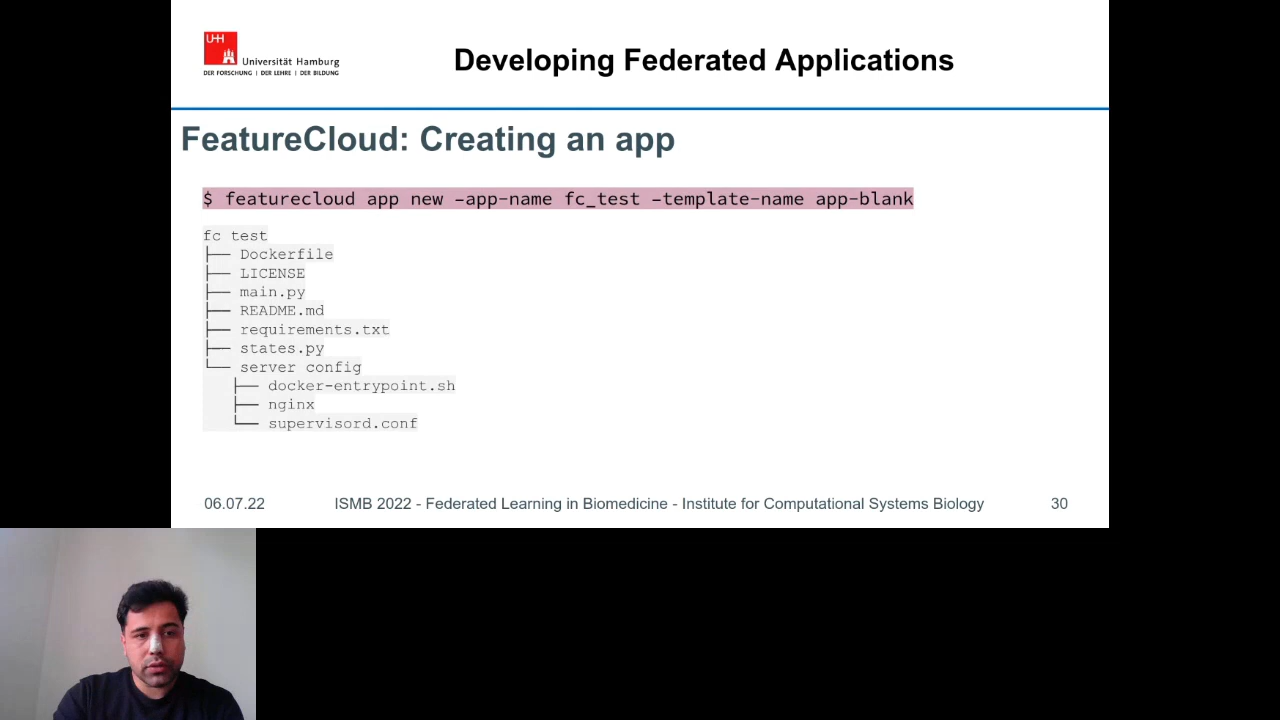 UHH
Universität Hamburg
DER FORSCHUNG | DER LEHRE | DER BILDUNG
Developing Federated Applications
FeatureCloud: Creating an app
$ featurecloud app new –app-name fc_test –template-name app-blank
fc test
├── Dockerfile
├── LICENSE
├── main.py
├── README.md
├── requirements.txt
├── states.py
└── server config
├── docker-entrypoint.sh
├── nginx
└── supervisord.conf
06.07.22
ISMB 2022 - Federated Learning in Biomedicine - Institute for Computational Systems Biology
30